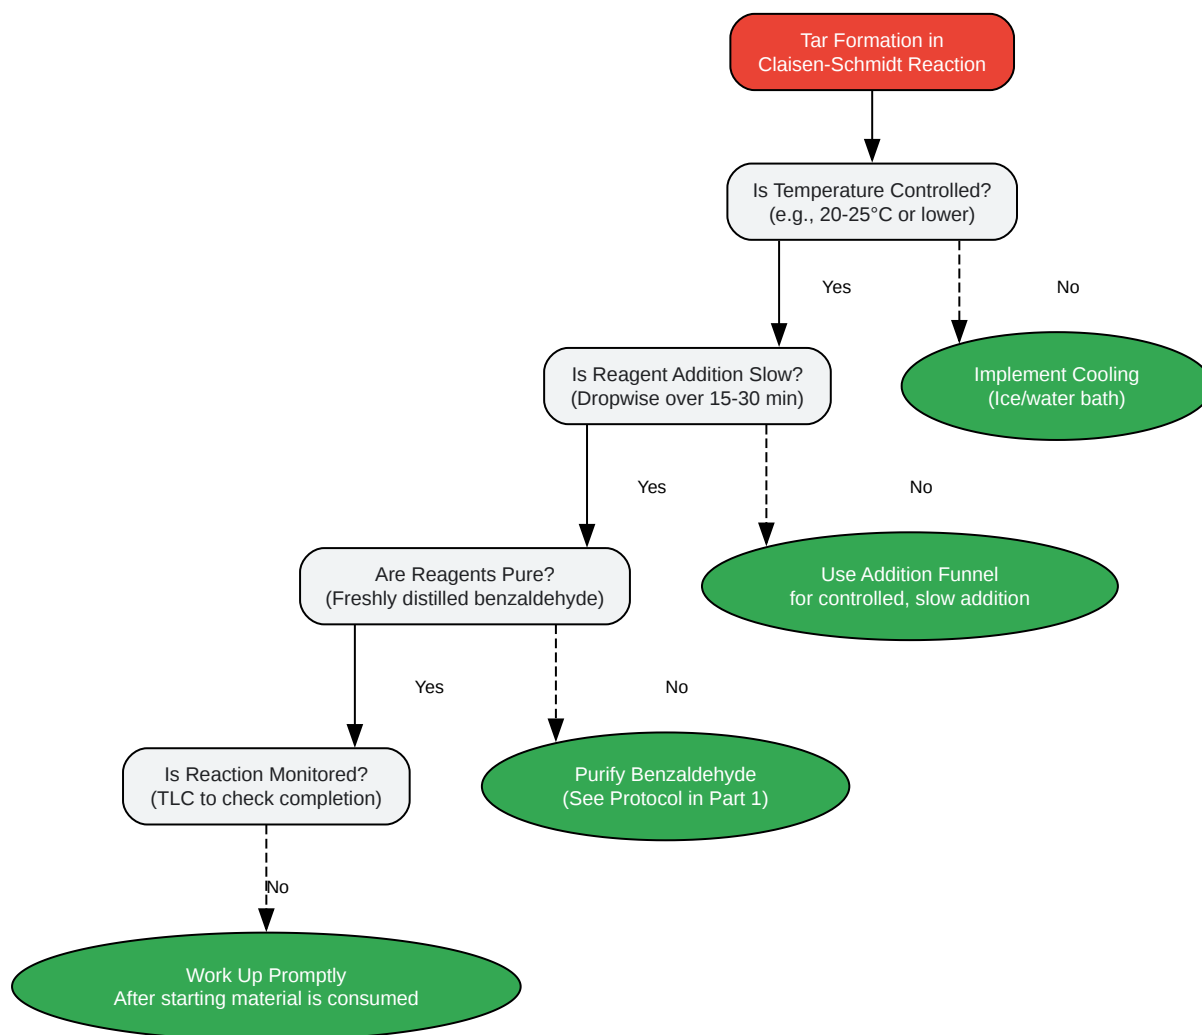 Tar Formation in
Claisen-Schmidt Reaction
Is Temperature Controlled?
(e.g., 20-25°C or lower)
Yes
No
Is Reagent Addition Slow?
(Dropwise over 15-30 min)
Implement Cooling
(Ice/water bath)
Yes
No
Are Reagents Pure?
(Freshly distilled benzaldehyde)
Use Addition Funnel
for controlled, slow addition
Yes
No
Is Reaction Monitored?
(TLC to check completion)
Purify Benzaldehyde
(See Protocol in Part 1)
No
Work Up Promptly
After starting material is consumed